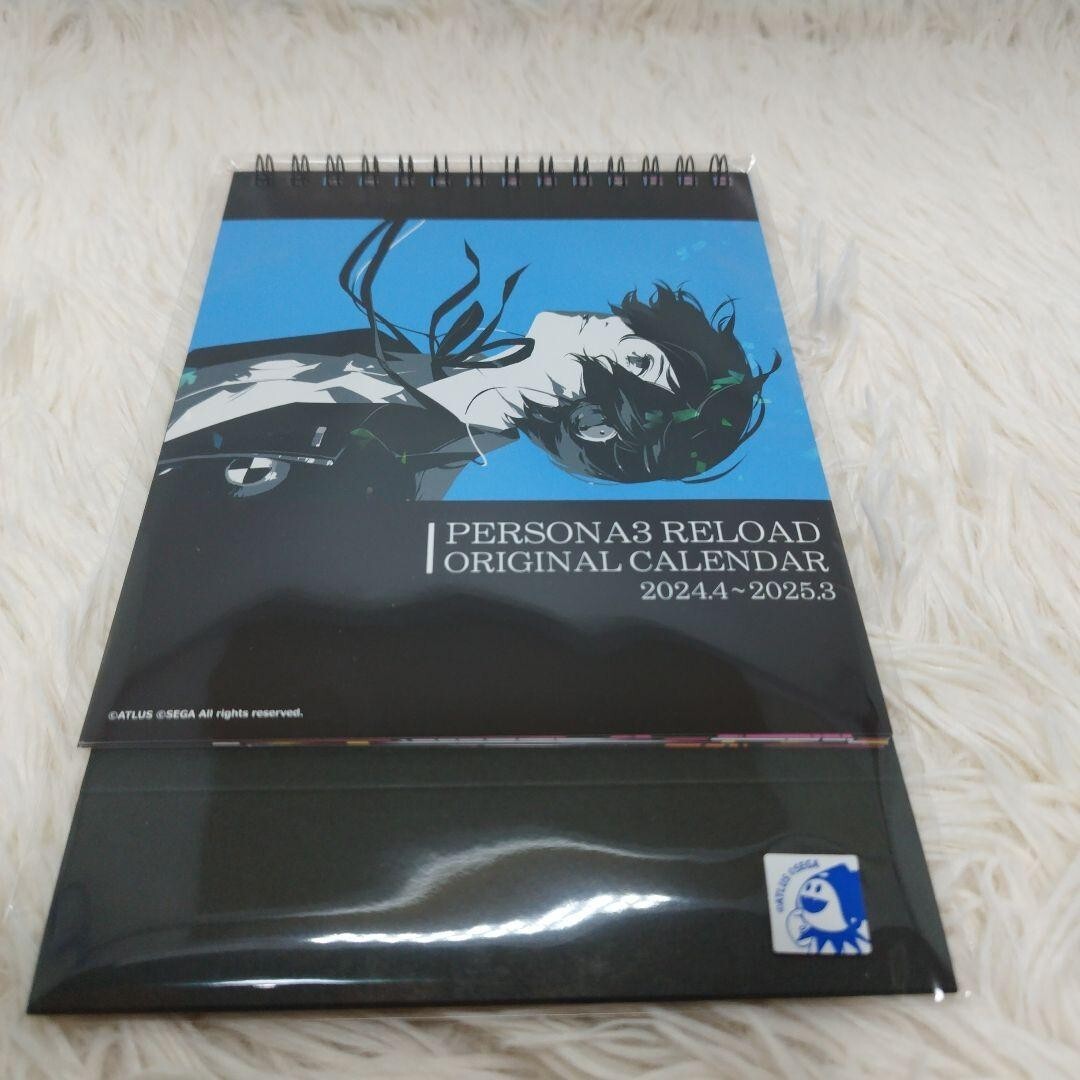 PERSONA3 RELOAD
ORIGINAL CALENDAR
2024.4~2025.3
©ATLUS ©SEGA All rights reserved.
©ATLUS ©SEGA